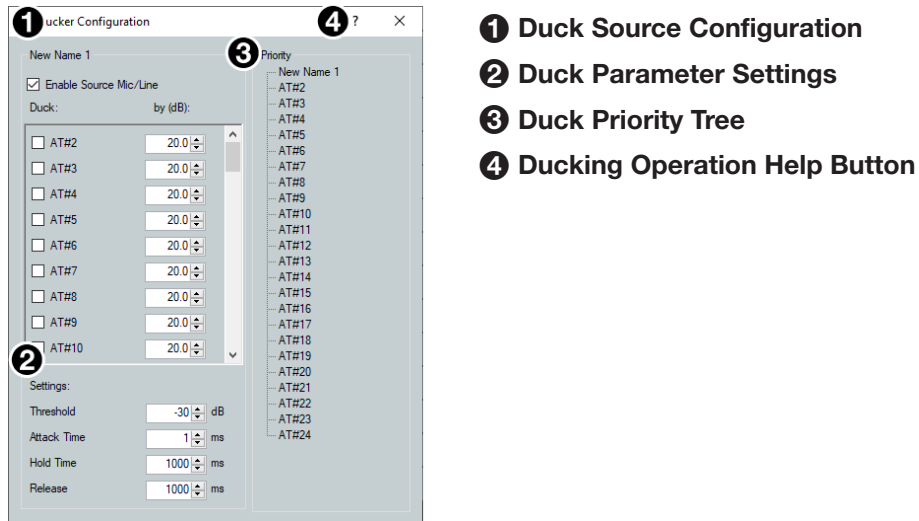 1 ucker Configuration 4 ? ×
New Name 1
Enable Source Mic/Line
Duck: by (dB):
AT#2 20.0
AT#3 20.0
AT#4 20.0
AT#5 20.0
AT#6 20.0
AT#7 20.0
AT#8 20.0
AT#9 20.0
AT#10 20.0
2
Settings:
Threshold -30 dB
Attack Time 1 ms
Hold Time 1000 ms
Release 1000 ms
3 Priority
New Name 1
AT#2
AT#3
AT#4
AT#5
AT#6
AT#7
AT#8
AT#9
AT#10
AT#11
AT#12
AT#13
AT#14
AT#15
AT#16
AT#17
AT#18
AT#19
AT#20
AT#21
AT#22
AT#23
AT#24
1 Duck Source Configuration
2 Duck Parameter Settings
3 Duck Priority Tree
4 Ducking Operation Help Button